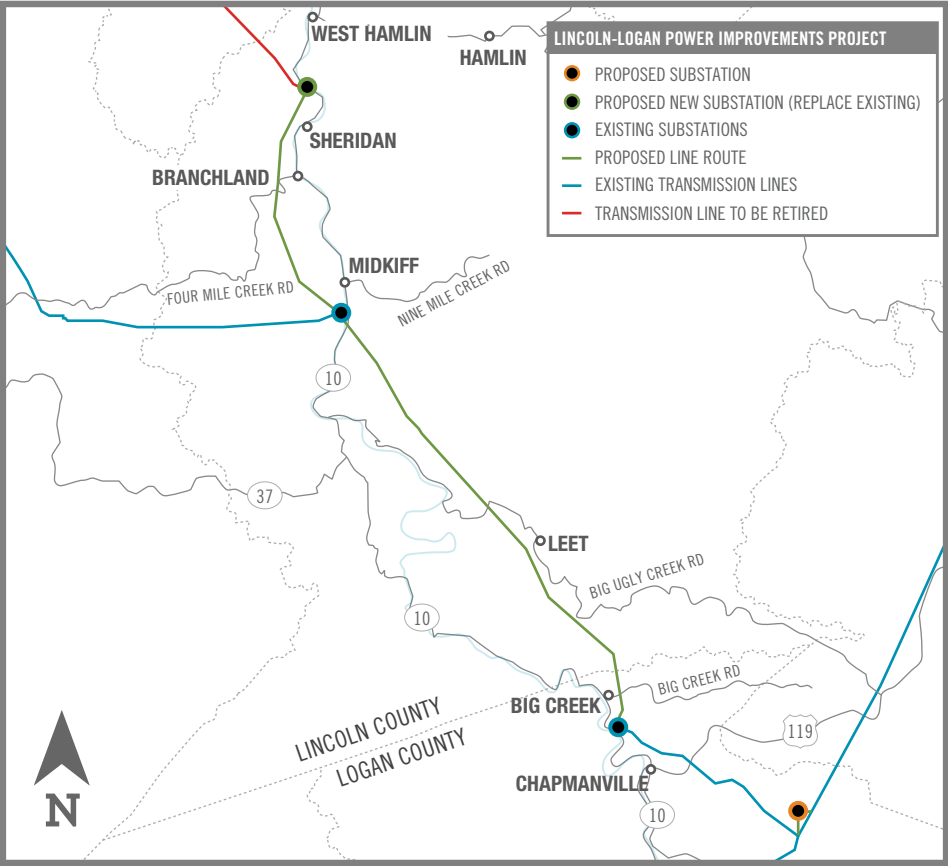 WEST HAMLIN
HAMLIN
LINCOLN-LOGAN POWER IMPROVEMENTS PROJECT
PROPOSED SUBSTATION
PROPOSED NEW SUBSTATION (REPLACE EXISTING)
EXISTING SUBSTATIONS
PROPOSED LINE ROUTE
EXISTING TRANSMISSION LINES
TRANSMISSION LINE TO BE RETIRED
SHERIDAN
BRANCHLAND
MIDKIFF
FOUR MILE CREEK RD
NINE MILE CREEK RD
10
37
LEET
BIG UGLY CREEK RD
10
BIG CREEK RD
BIG CREEK
LINCOLN COUNTY
LOGAN COUNTY
119
CHAPMANVILLE
10
N